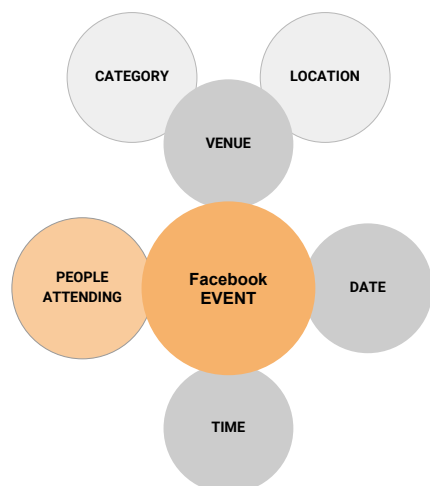 CATEGORY
LOCATION
VENUE
PEOPLE
ATTENDING
Facebook
EVENT
DATE
TIME